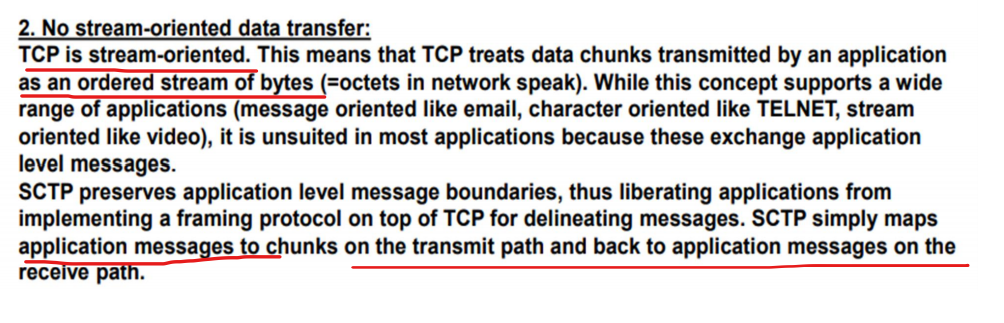 2. No stream-oriented data transfer:
TCP is stream-oriented. This means that TCP treats data chunks transmitted by an application
as an ordered stream of bytes (=octets in network speak). While this concept supports a wide
range of applications (message oriented like email, character oriented like TELNET, stream
oriented like video), it is unsuited in most applications because these exchange application
level messages.
SCTP preserves application level message boundaries, thus liberating applications from
implementing a framing protocol on top of TCP for delineating messages. SCTP simply maps
application messages to chunks on the transmit path and back to application messages on the
receive path.